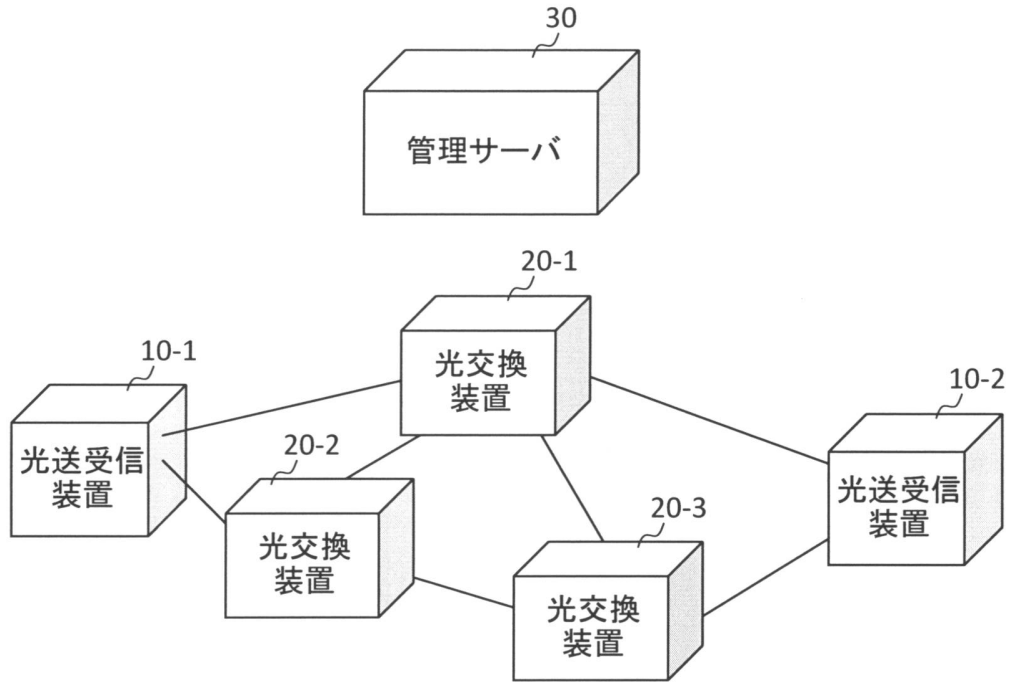 30
管理サーバ
20-1
光交換
装置
10-1
光送受信
装置
10-2
光送受信
装置
20-2
光交換
装置
20-3
光交換
装置